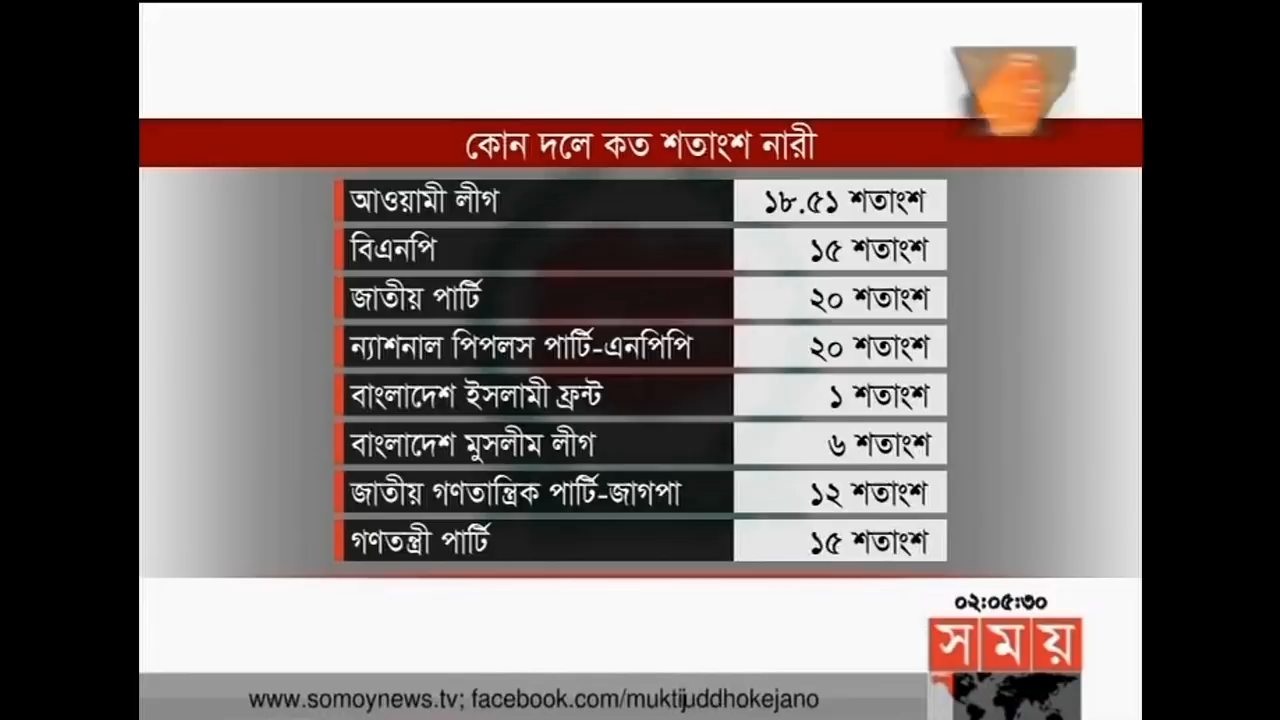 কোন দলে কত শতাংশ নারী
আওয়ামী লীগ ১৮.৫১ শতাংশ
বিএনপি ১৫ শতাংশ
জাতীয় পার্টি ২০ শতাংশ
ন্যাশনাল পিপলস পার্টি-এনপিপি ২০ শতাংশ
বাংলাদেশ ইসলামী ফ্রন্ট ১ শতাংশ
বাংলাদেশ মুসলীম লীগ ৬ শতাংশ
জাতীয় গণতান্ত্রিক পার্টি-জাগপা ১২ শতাংশ
গণতন্ত্রী পার্টি ১৫ শতাংশ
০২:০৫:৩০
সময়
www.somoynews.tv; facebook.com/muktijuddhokejano